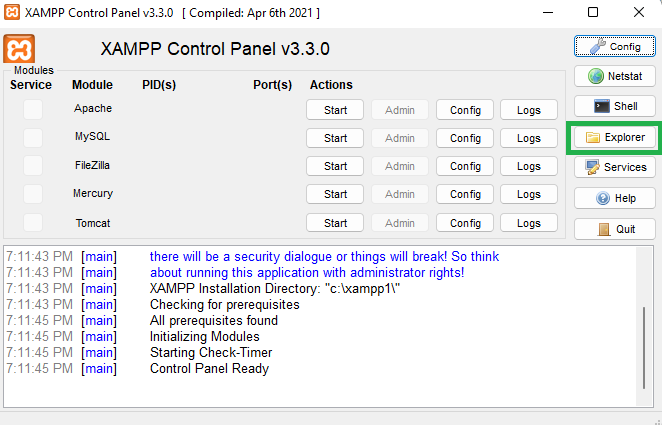 XAMPP Control Panel v3.3.0 [ Compiled: Apr 6th 2021 ]
XAMPP Control Panel v3.3.0
Config
Netstat
Shell
Explorer
Services
Help
Quit
Modules
Service Module PID(s) Port(s) Actions
Apache Start Admin Config Logs
MySQL Start Admin Config Logs
FileZilla Start Admin Config Logs
Mercury Start Admin Config Logs
Tomcat Start Admin Config Logs
7:11:43 PM [main] there will be a security dialogue or things will break! So think
7:11:43 PM [main] about running this application with administrator rights!
7:11:43 PM [main] XAMPP Installation Directory: "c:\xampp1\"
7:11:43 PM [main] Checking for prerequisites
7:11:45 PM [main] All prerequisites found
7:11:45 PM [main] Initializing Modules
7:11:45 PM [main] Starting Check-Timer
7:11:45 PM [main] Control Panel Ready